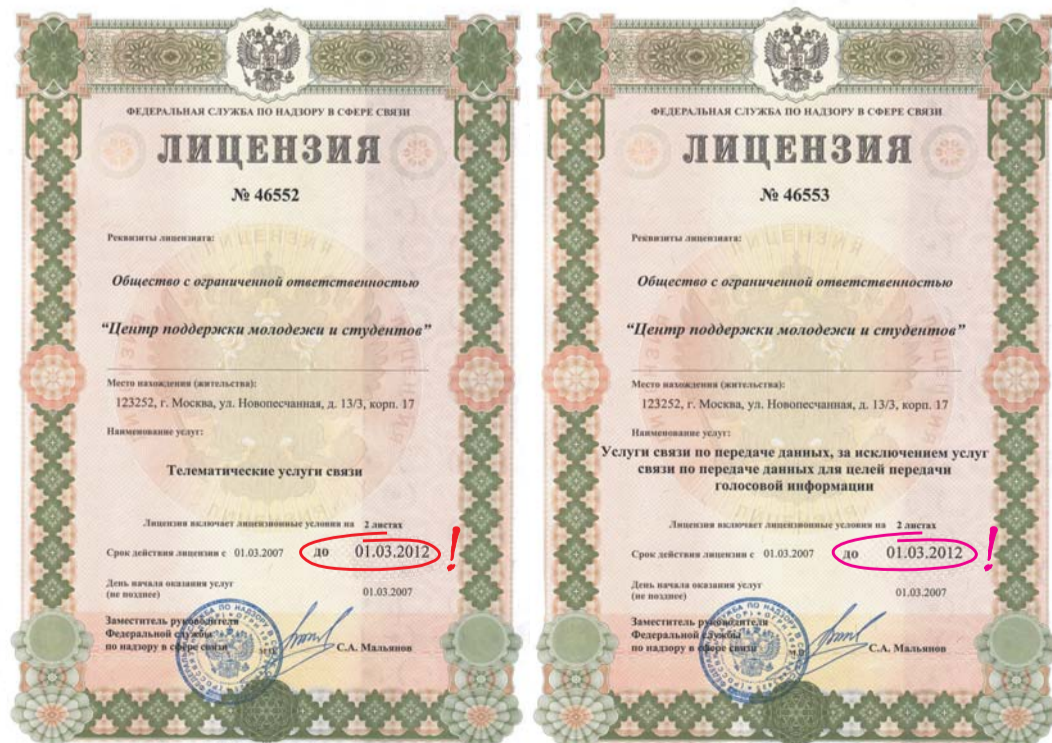 ФЕДЕРАЛЬНАЯ СЛУЖБА ПО НАДЗОРУ В СФЕРЕ СВЯЗИ
ЛИЦЕНЗИЯ
№ 46552
Реквизиты лицензиата:
Общество с ограниченной ответственностью
“Центр поддержки молодежи и студентов”
Место нахождения (жительства):
123252, г. Москва, ул. Новопесчанная, д. 13/3, корп. 17
Наименование услуг:
Телематические услуги связи
Лицензия включает лицензионные условия на 2 листах
Срок действия лицензии с 01.03.2007 до 01.03.2012 !
День начала оказания услуг
(не позднее) 01.03.2007
Заместитель руководителя
Федеральной службы
по надзору в сфере связи С.А. Мальянов
ФЕДЕРАЛЬНАЯ СЛУЖБА ПО НАДЗОРУ В СФЕРЕ СВЯЗИ
ЛИЦЕНЗИЯ
№ 46553
Реквизиты лицензиата:
Общество с ограниченной ответственностью
“Центр поддержки молодежи и студентов”
Место нахождения (жительства):
123252, г. Москва, ул. Новопесчанная, д. 13/3, корп. 17
Наименование услуг:
Услуги связи по передаче данных, за исключением услуг
связи по передаче данных для целей передачи
голосовой информации
Лицензия включает лицензионные условия на 2 листах
Срок действия лицензии с 01.03.2007 до 01.03.2012 !
День начала оказания услуг
(не позднее) 01.03.2007
Заместитель руководителя
Федеральной службы
по надзору в сфере связи С.А. Мальянов